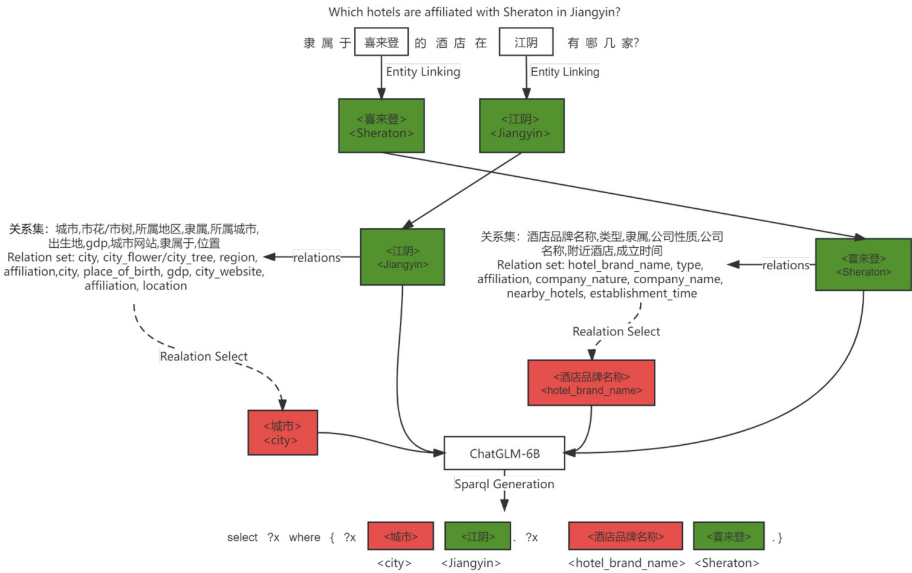 Which hotels are affiliated with Sheraton in Jiangyin?
隶 属 于 喜来登 的 酒 店 在 江阴 有 哪 几 家?
Entity Linking
Entity Linking
<喜来登>
<Sheraton>
<江阴>
<Jiangyin>
关系集：城市,市花/市树,所属地区,隶属,所属城市,
出生地,gdp,城市网站,隶属于,位置
Relation set: city, city_flower/city_tree, region,
affiliation,city, place_of_birth, gdp, city_website,
affiliation, location
relations
<江阴>
<Jiangyin>
关系集：酒店品牌名称,类型,隶属,公司性质,公司
名称,附近酒店,成立时间
Relation set: hotel_brand_name, type,
affiliation, company_nature, company_name,
nearby_hotels, establishment_time
relations
<喜来登>
<Sheraton>
Realation Select
Realation Select
<酒店品牌名称>
<hotel_brand_name>
<城市>
<city>
ChatGLM-6B
Sparql Generation
select ?x where { ?x <城市> <江阴> . ?x <酒店品牌名称> <喜来登> . }
<city> <Jiangyin> <hotel_brand_name> <Sheraton>